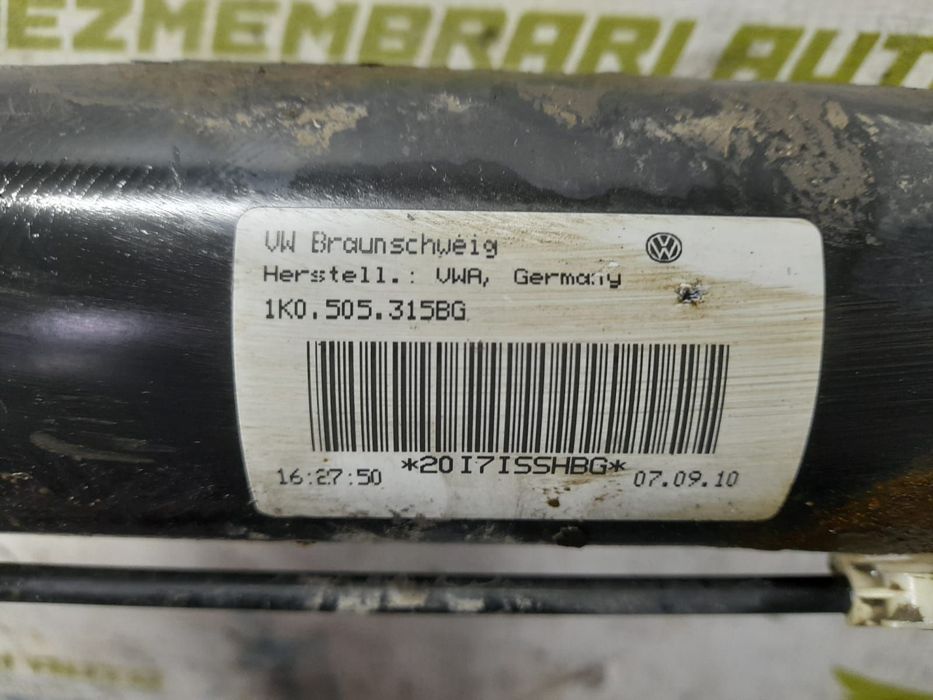 EZMEMBRARI AUT
VW Braunschweig
Herstell.: VWA, Germany
1K0.505.315BG
*20I7ISSHBG*
16:27:50 07.09.10